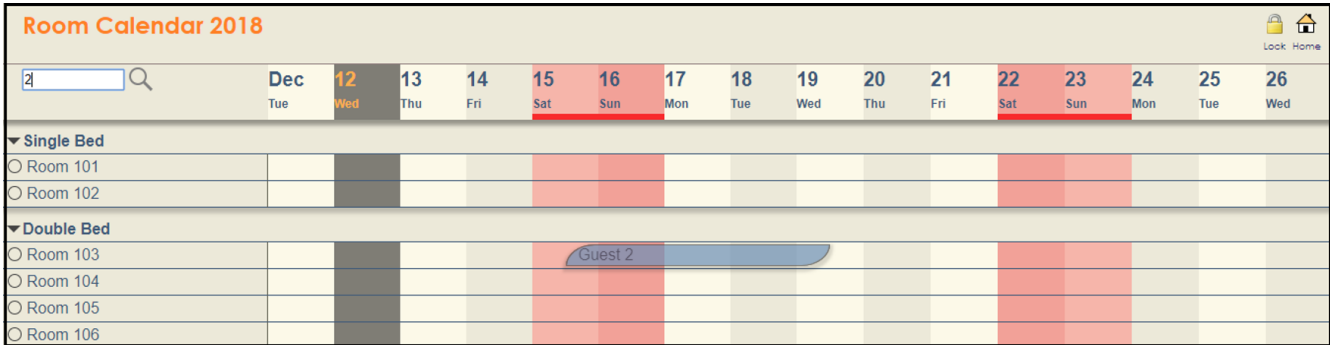 Room Calendar 2018
Lock Home
2
Dec 12 13 14 15 16 17 18 19 20 21 22 23 24 25 26
Tue Wed Thu Fri Sat Sun Mon Tue Wed Thu Fri Sat Sun Mon Tue Wed
Single Bed
Room 101
Room 102
Double Bed
Room 103 Guest 2
Room 104
Room 105
Room 106